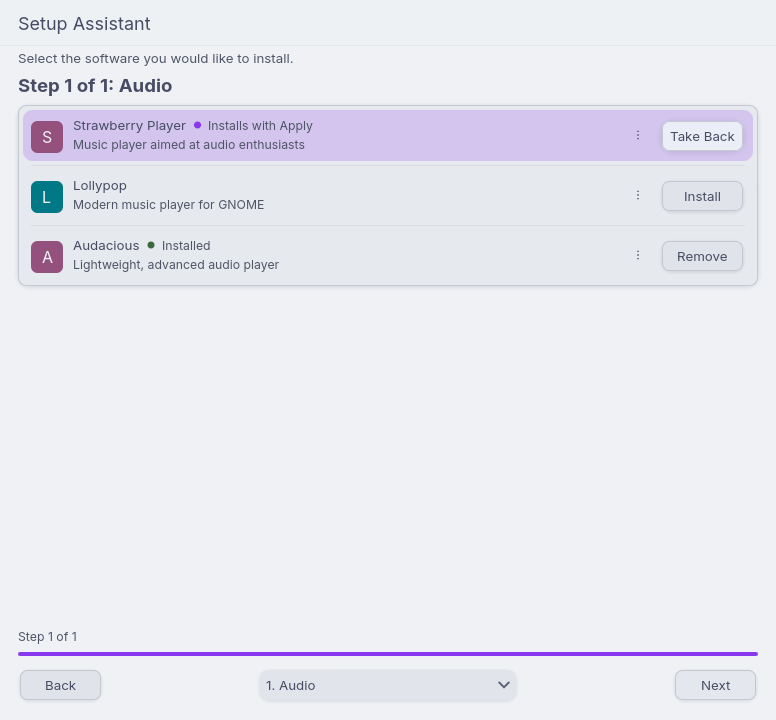 Setup Assistant
Select the software you would like to install.
Step 1 of 1: Audio
S
Strawberry Player • Installs with Apply
Music player aimed at audio enthusiasts
Take Back
L
Lollypop
Modern music player for GNOME
Install
A
Audacious • Installed
Lightweight, advanced audio player
Remove
Step 1 of 1
Back
1. Audio
Next